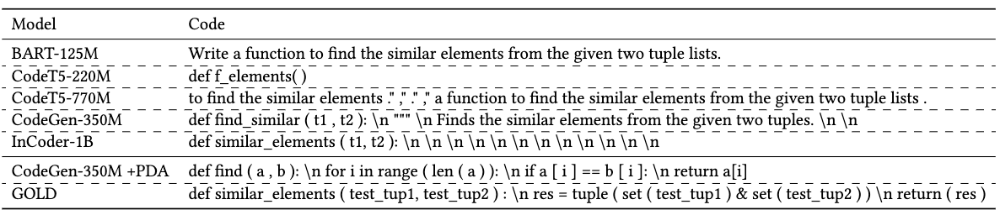 Model Code
BART-125M Write a function to find the similar elements from the given two tuple lists.
CodeT5-220M def f_elements( )
CodeT5-770M to find the similar elements ." ," ." ," a function to find the similar elements from the given two tuple lists .
CodeGen-350M def find_similar ( t1 , t2 ): \n """ \n Finds the similar elements from the given two tuples. \n \n
InCoder-1B def similar_elements ( t1, t2 ): \n \n \n \n \n \n \n \n \n \n \n \n \n
CodeGen-350M +PDA def find ( a , b ): \n for i in range ( len ( a ) ): \n if a [ i ] == b [ i ]: \n return a[i]
GOLD def similar_elements ( test_tup1, test_tup2 ) : \n res = tuple ( set ( test_tup1 ) & set ( test_tup2 ) ) \n return ( res )